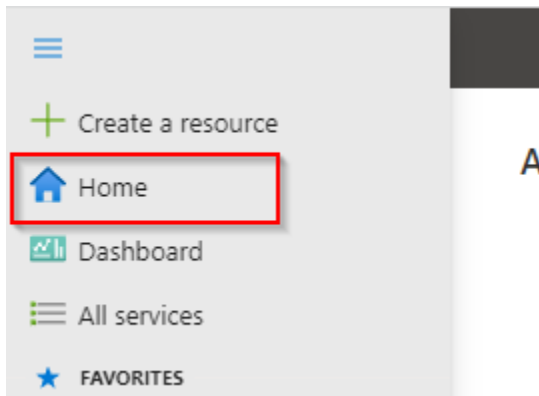 Create a resource
A
Home
Dashboard
All services
FAVORITES